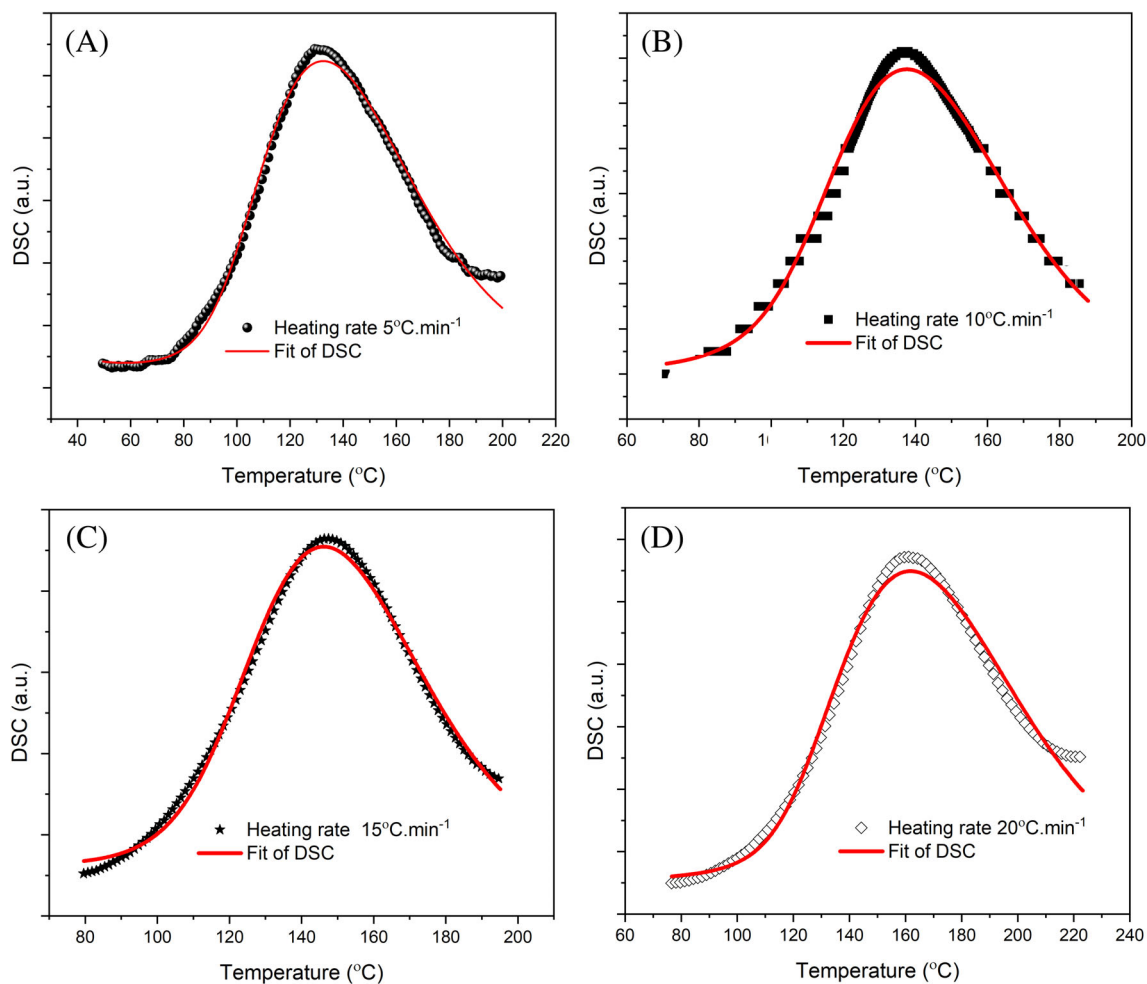 (A)
DSC (a.u.)
Heating rate 5°C.min⁻¹
Fit of DSC
40 60 80 100 120 140 160 180 200 220
Temperature (°C)
(B)
DSC (a.u.)
Heating rate 10°C.min⁻¹
Fit of DSC
60 80 120 140 160 180 200
Temperature (°C)
(C)
DSC (a.u.)
Heating rate 15°C.min⁻¹
Fit of DSC
80 100 120 140 160 180 200
Temperature (°C)
(D)
DSC (a.u.)
Heating rate 20°C.min⁻¹
Fit of DSC
60 80 100 120 140 160 180 200 220 240
Temperature (°C)